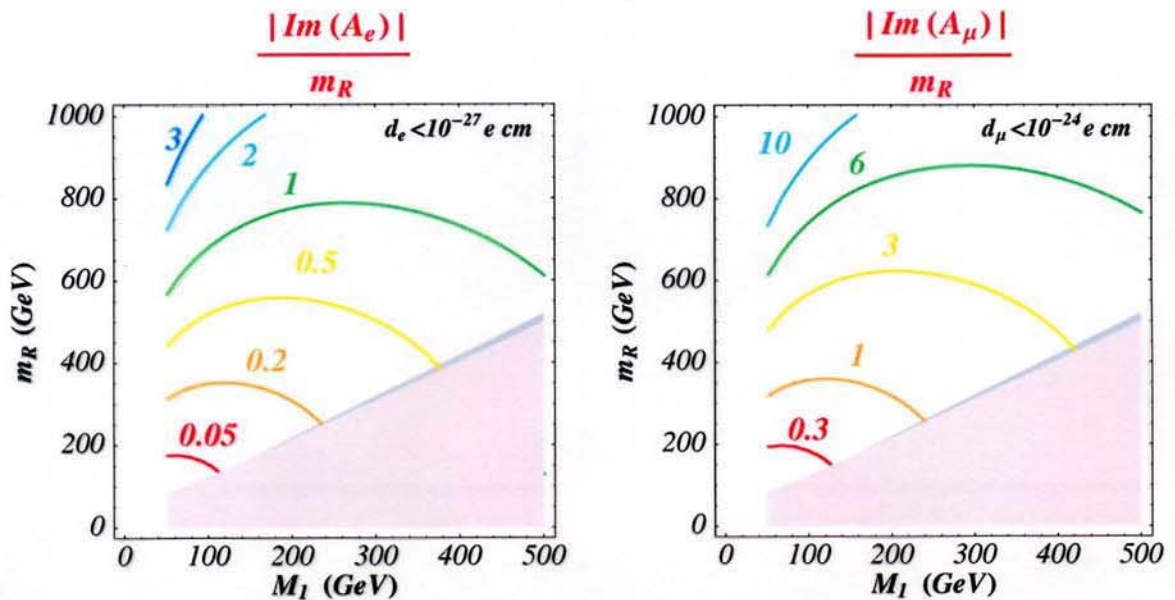 | Im (A_e) |
m_R
d_e < 10^{-27} e cm
m_R (GeV)
1000
800
600
400
200
0
3
2
1
0.5
0.2
0.05
0 100 200 300 400 500
M_1 (GeV)
| Im (A_μ) |
m_R
d_μ < 10^{-24} e cm
m_R (GeV)
1000
800
600
400
200
0
10
6
3
1
0.3
0 100 200 300 400 500
M_1 (GeV)